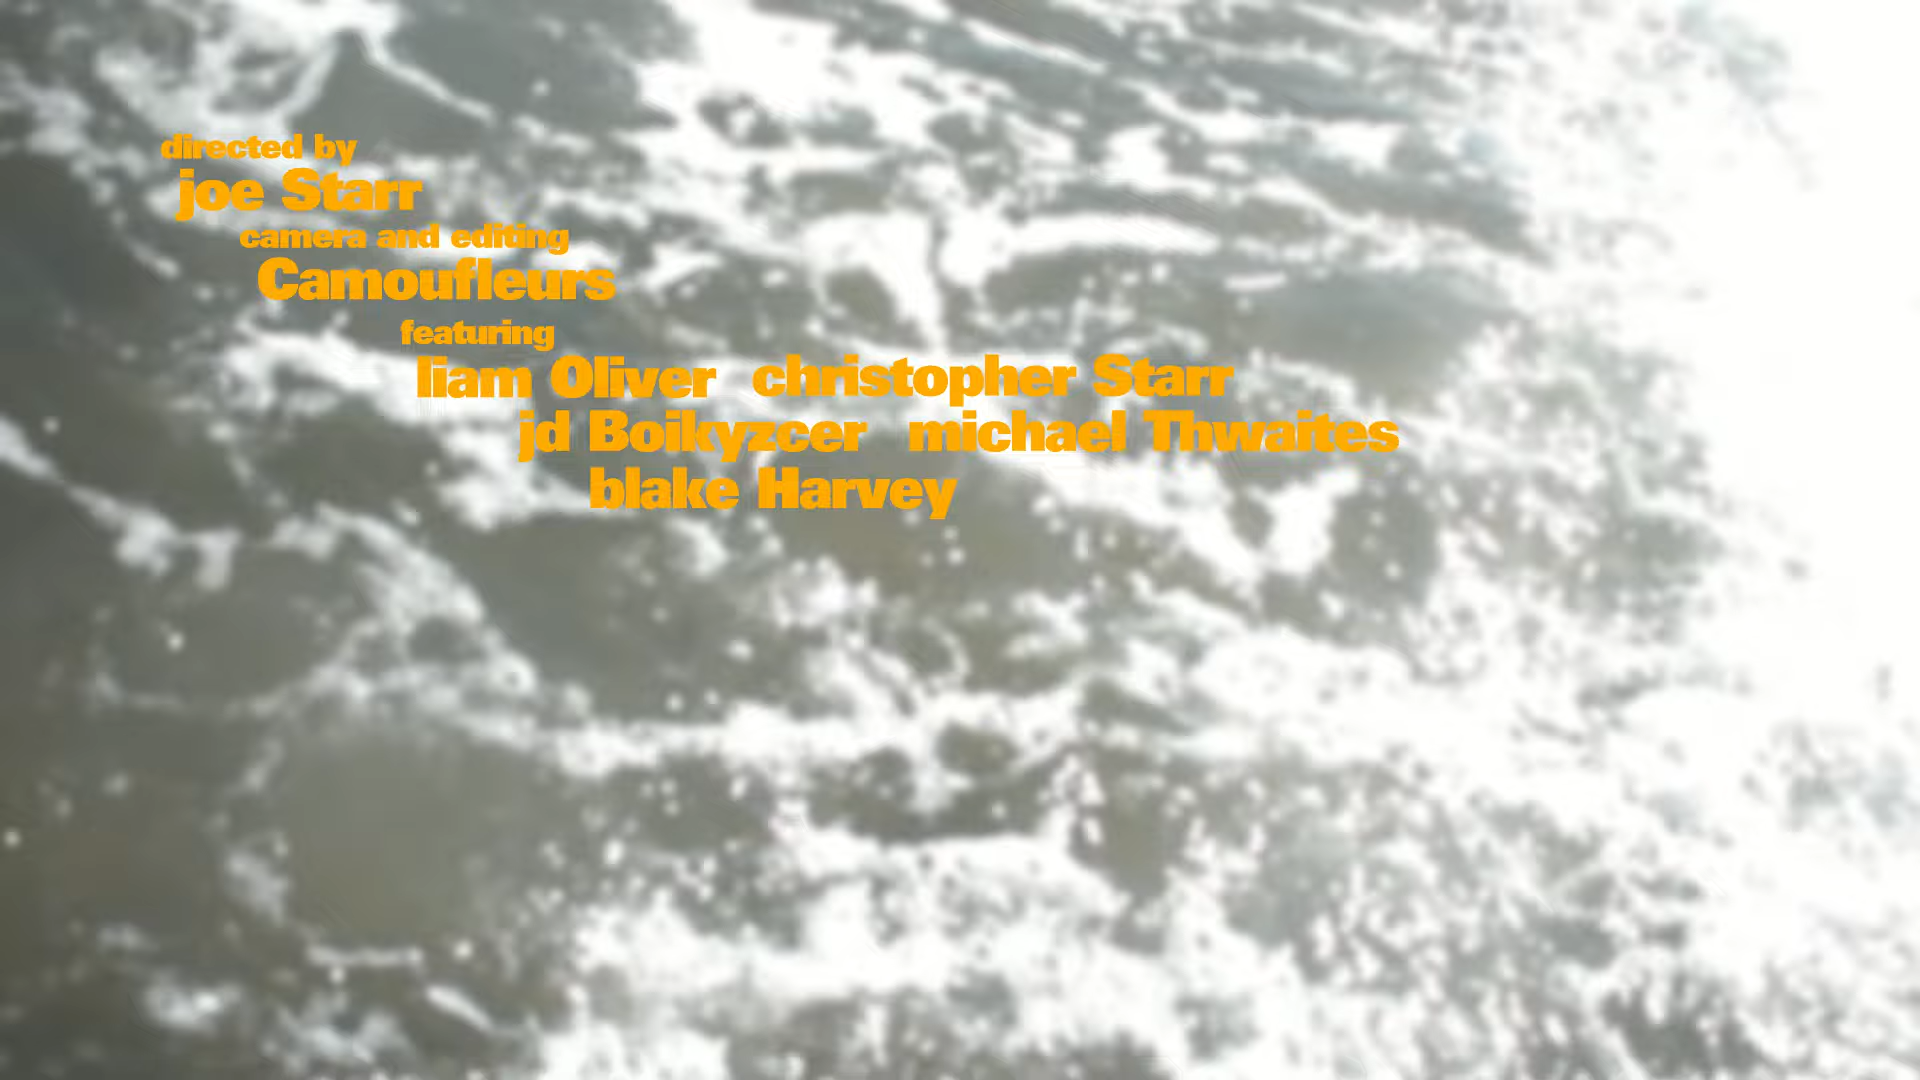 directed by
joe Starr
camera and editing
Camoufleurs
featuring
liam Oliver christopher Starr
jd Boikyzcer michael Thwaites
blake Harvey